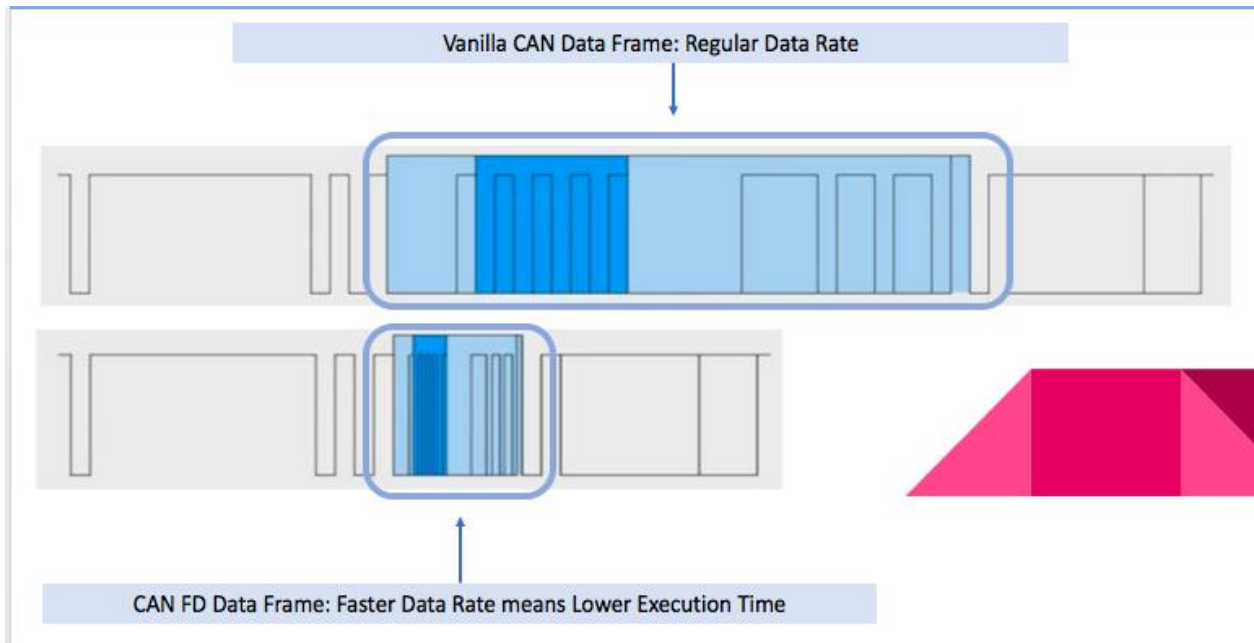 Vanilla CAN Data Frame: Regular Data Rate
CAN FD Data Frame: Faster Data Rate means Lower Execution Time